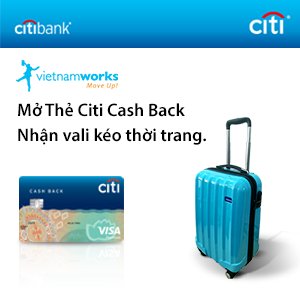 citibank®
citi®
vietnamworks
Move Up!
Mở Thẻ Citi Cash Back
Nhận vali kéo thời trang.
CASH BACK
citi
VISA